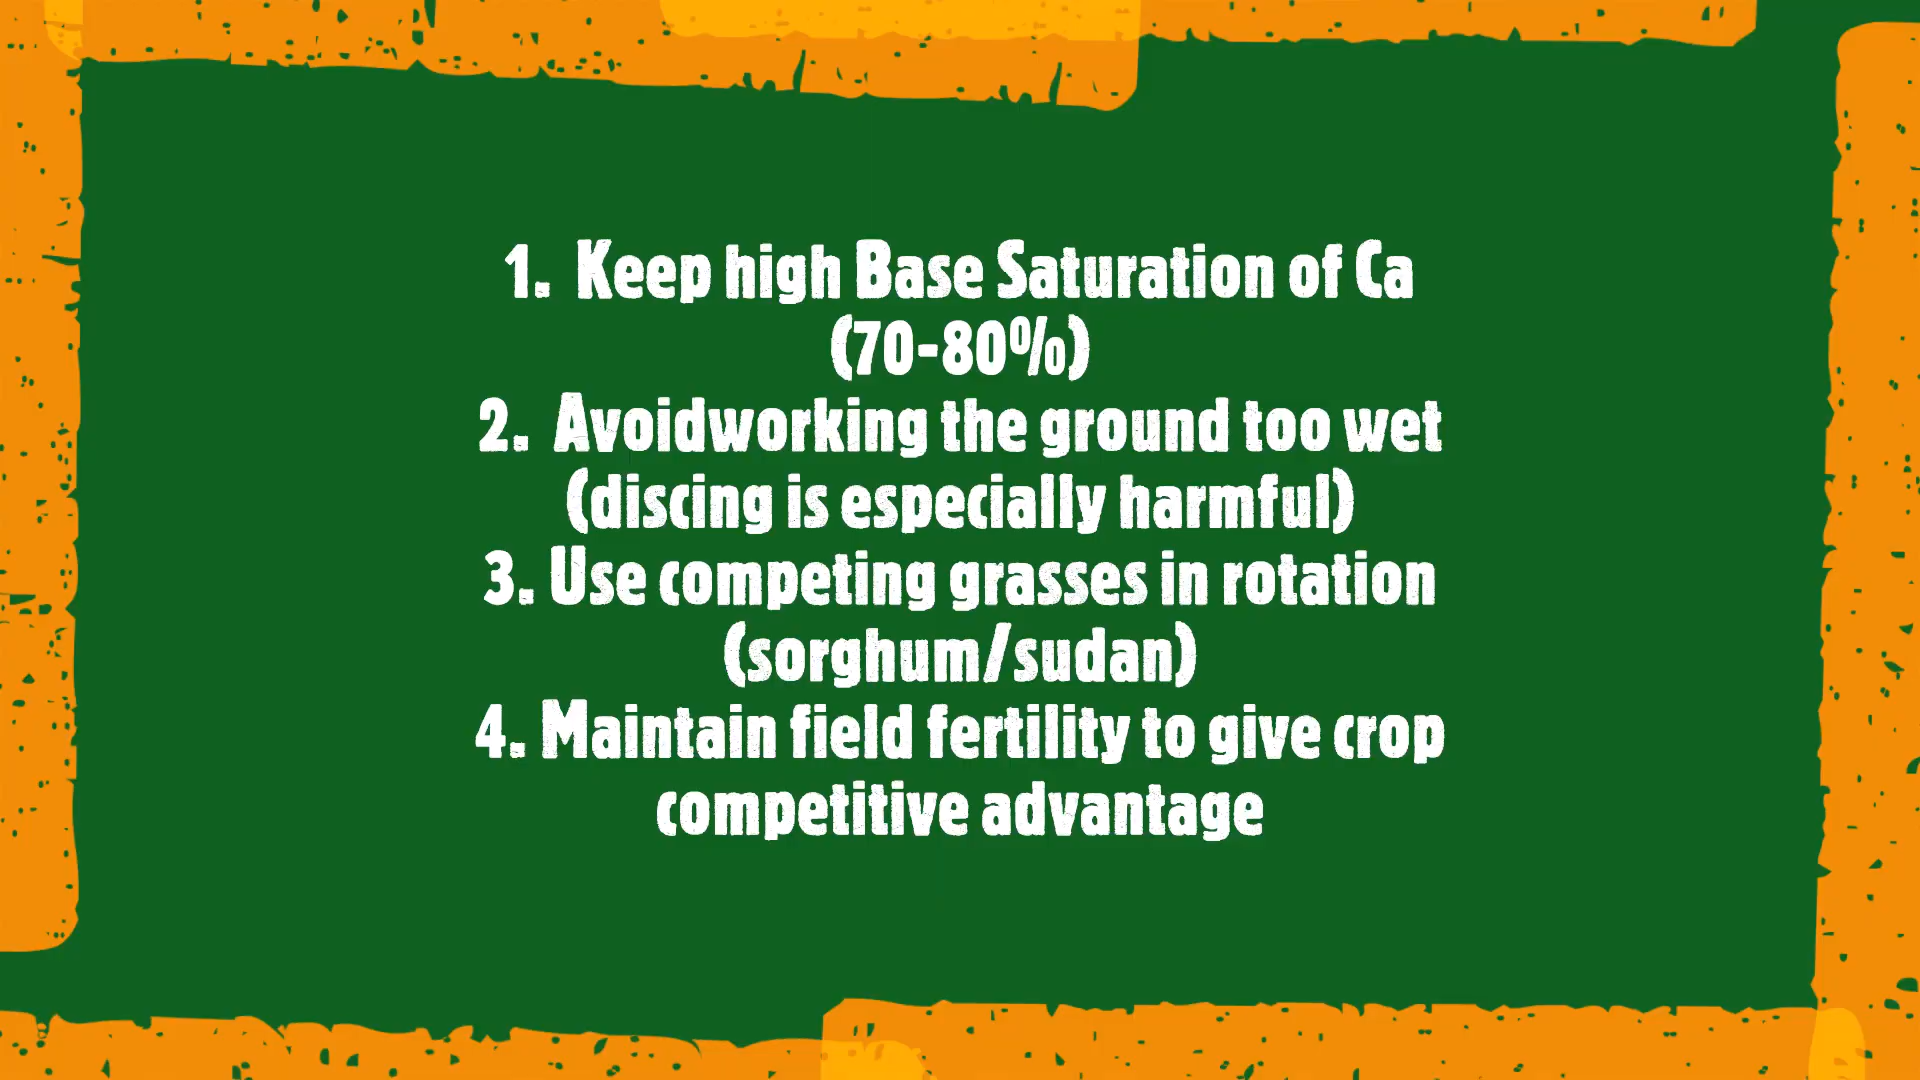 1.  Keep high Base Saturation of Ca
(70-80%)
2.  Avoidworking the ground too wet
(discing is especially harmful)
3. Use competing grasses in rotation
(sorghum/sudan)
4. Maintain field fertility to give crop
competitive advantage